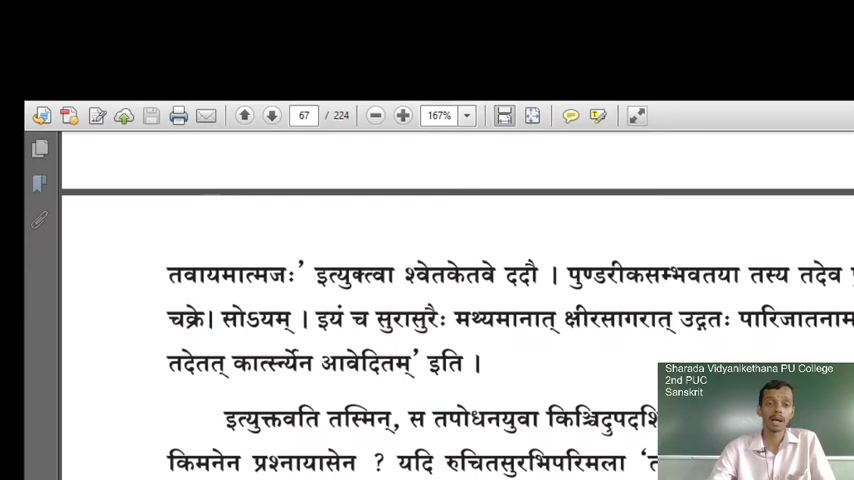 67 / 224
167%
तवायमात्मजः’ इत्युक्त्वा श्वेतकेतवे ददौ । पुण्डरीकसम्भवतया तस्य तदेव
चक्रे। सोऽयम् । इयं च सुरासुरैः मथ्यमानात् क्षीरसागरात् उद्गतः पारिजातनाम
तदेतत् कार्त्स्न्येन आवेदितम्’ इति ।
Sharada Vidyanikethana PU College
2nd PUC
Sanskrit
इत्युक्तवति तस्मिन्, स तपोधनयुवा किञ्चिदुपदर्शि
किमनेन प्रश्नायासेन ? यदि रुचितसुरभिपरिमला